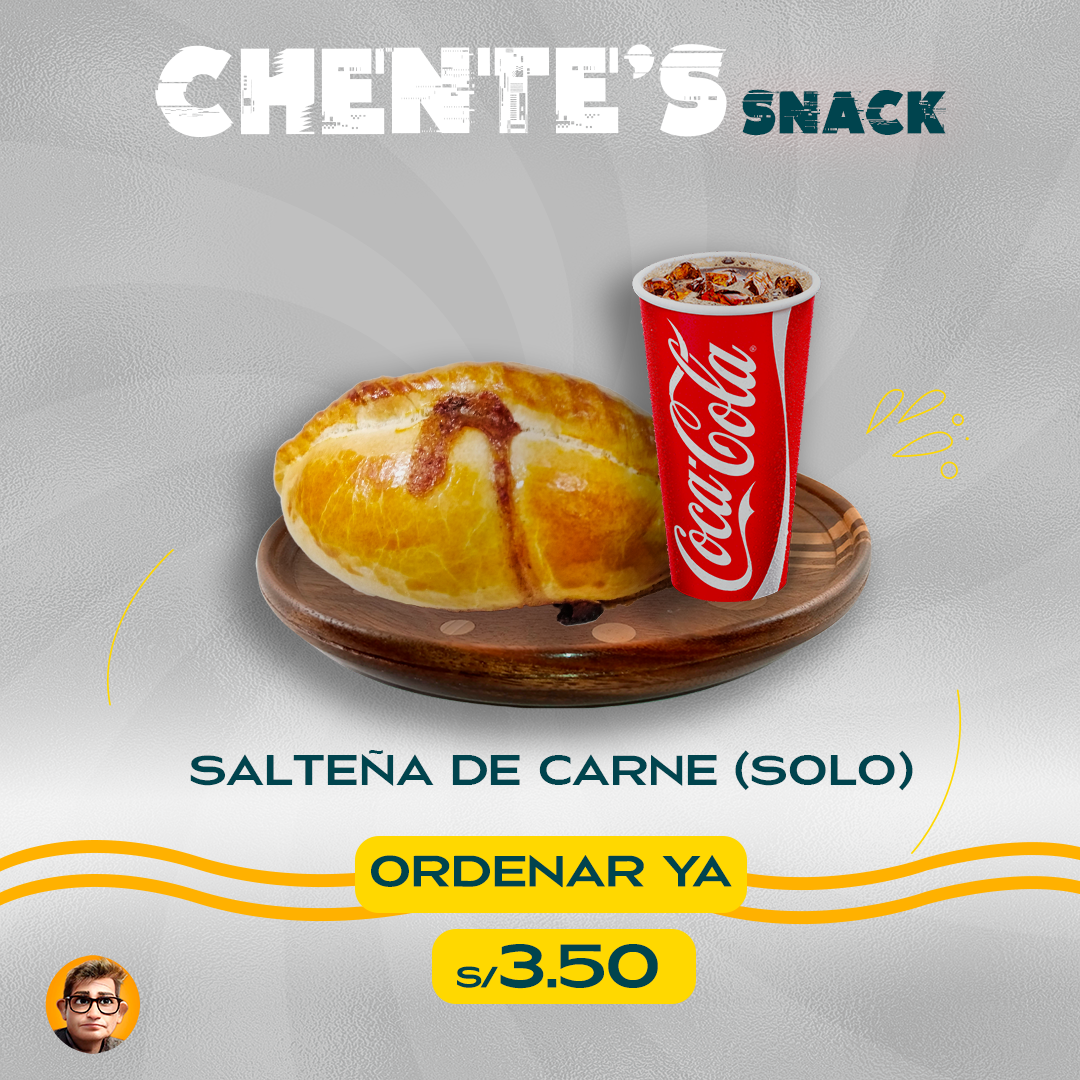 CHENTE'S SNACK
Coca-Cola
SALTEÑA DE CARNE (SOLO)
ORDENAR YA
S/3.50